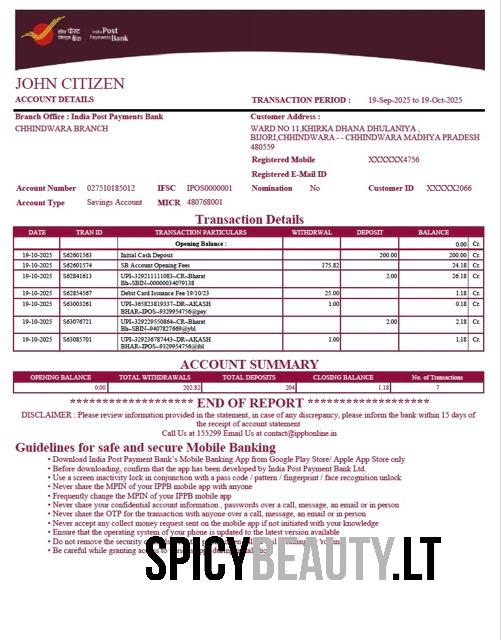 इंडिया पोस्ट
पेमेंट्स बैंक
India Post
Payments Bank
JOHN CITIZEN
ACCOUNT DETAILS
TRANSACTION PERIOD : 19-Sep-2025 to 19-Oct-2025
Branch Office : India Post Payments Bank
CHHINDWARA BRANCH
Customer Address :
WARD NO 11,KHIRKA DHANA DHULANIYA ,
BIJORI,CHHINDWARA - - CHHINDWARA MADHYA PRADESH
480559
Registered Mobile XXXXXX4756
Registered E-Mail ID
Account Number 027510185012 IFSC IPOS0000001 Nomination No Customer ID XXXXXX2066
Account Type Savings Account MICR 480768001
Transaction Details
DATE TRAN ID TRANSACTION PARTICULARS WITHDRWAL DEPOSIT BALANCE
Opening Balance : 0.00 Cr.
19-10-2025 S62601563 Initial Cash Deposit 200.00 200.00 Cr.
19-10-2025 S62601574 SB Account Opening Fees 175.82 24.18 Cr.
19-10-2025 S62841613 UPI--329211111083--CR--Bharat
Bh--SBIN--00000034079138 2.00 26.18 Cr.
19-10-2025 S62854567 Debit Card Issuance Fee 19/10/23 25.00 1.18 Cr.
19-10-2025 S63003261 UPI--365823819337--DR--AKASH
BHAR--IPOS--9329954756@pay 1.00 0.18 Cr.
19-10-2025 S63076721 UPI--329229550864--CR--Bharat
Bh--SBIN--9407827669@ybl 2.00 2.18 Cr.
19-10-2025 S63085701 UPI--329236787443--DR--AKASH
BHAR--IPOS--9329954756@ibl 1.00 1.18 Cr.
ACCOUNT SUMMARY
OPENING BALANCE TOTAL WITHDRAWALS TOTAL DEPOSITS CLOSING BALANCE No. of Transactions
0.00 202.82 204 1.18 7
******************* END OF REPORT ******************
DISCLAIMER : Please review information provided in the statement, in case of any discrepancy, please inform the bank within 15 days of
the receipt of account statement
Call Us at 155299 Email Us at contact@ippbonline.in
Guidelines for safe and secure Mobile Banking
• Download India Post Payment Bank's Mobile Banking App from Google Play Store/ Apple App Store only
• Before downloading, confirm that the app has been developed by India Post Payment Bank Ltd.
• Use a screen inactivity lock in conjunction with a pass code / pattern / fingerprint / face recognition unlock
• Never share the MPIN of your IPPB mobile app with anyone
• Frequently change the MPIN of your IPPB mobile app
• Never share your confidential account information , passwords over a call, message, an email or in person
• Never share the OTP for the transaction with anyone over a call, message, an email or in person
• Never accept any collect money request sent on the mobile app if not initiated with your knowledge
• Ensure that the operating system of your phone is updated to the latest version available
• Do not remove the security
• Be careful while granting
SPICYBEAUTY.LT